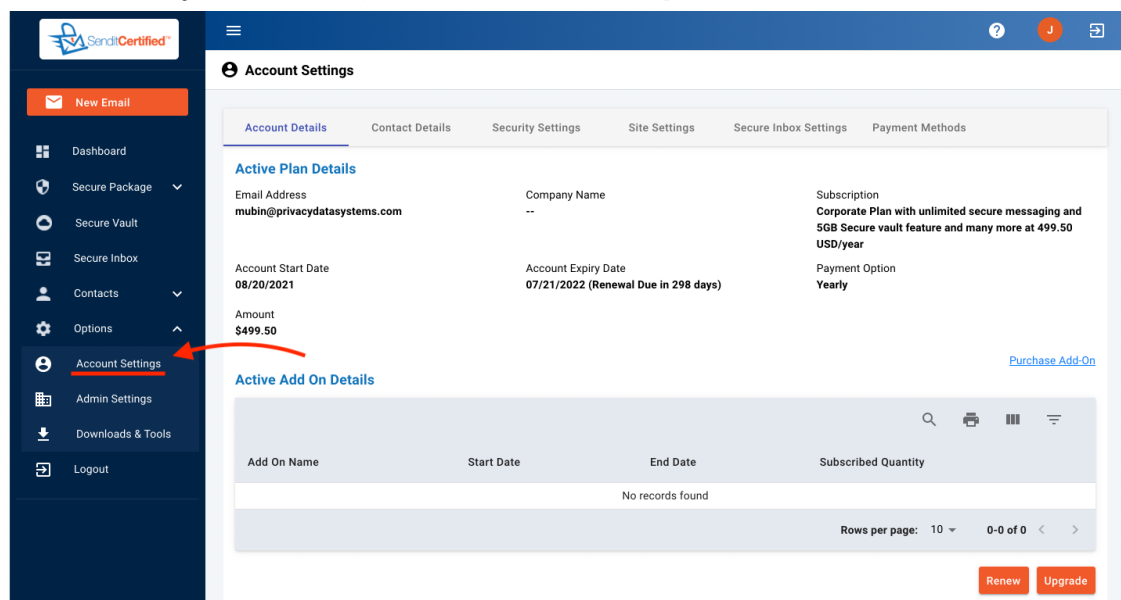 SenditCertified™
?
J
Account Settings
New Email
Account Details Contact Details Security Settings Site Settings Secure Inbox Settings Payment Methods
Dashboard
Secure Package
Secure Vault
Secure Inbox
Contacts
Options
Account Settings
Admin Settings
Downloads & Tools
Logout
Active Plan Details
Email Address
mubin@privacydatasystems.com
Company Name
--
Subscription
Corporate Plan with unlimited secure messaging and
5GB Secure vault feature and many more at 499.50
USD/year
Account Start Date
08/20/2021
Account Expiry Date
07/21/2022 (Renewal Due in 298 days)
Payment Option
Yearly
Amount
$499.50
Purchase Add-On
Active Add On Details
Add On Name Start Date End Date Subscribed Quantity
No records found
Rows per page: 10 0-0 of 0 < >
Renew Upgrade